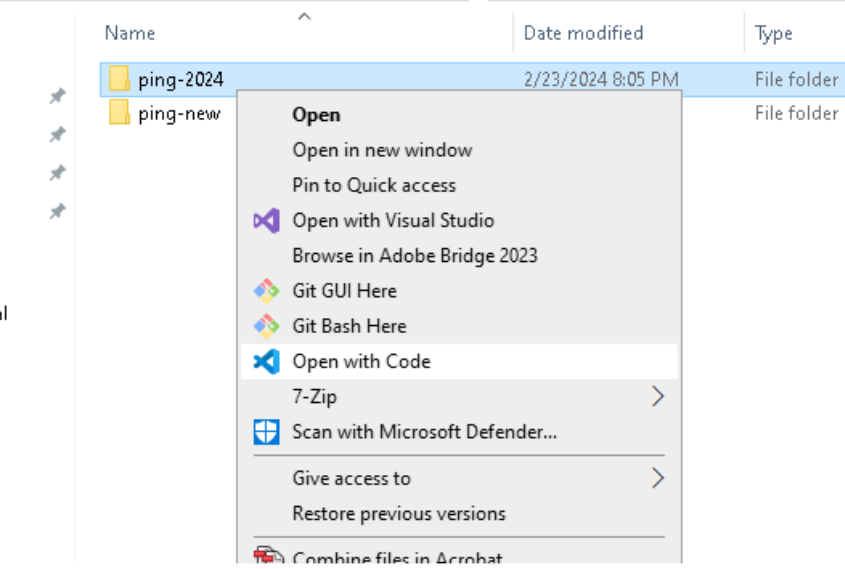 Name Date modified Type
ping-2024 2/23/2024 8:05 PM File folder
ping-new File folder
Open
Open in new window
Pin to Quick access
Open with Visual Studio
Browse in Adobe Bridge 2023
Git GUI Here
Git Bash Here
Open with Code
7-Zip
Scan with Microsoft Defender...
Give access to
Restore previous versions
Combine files in Acrobat